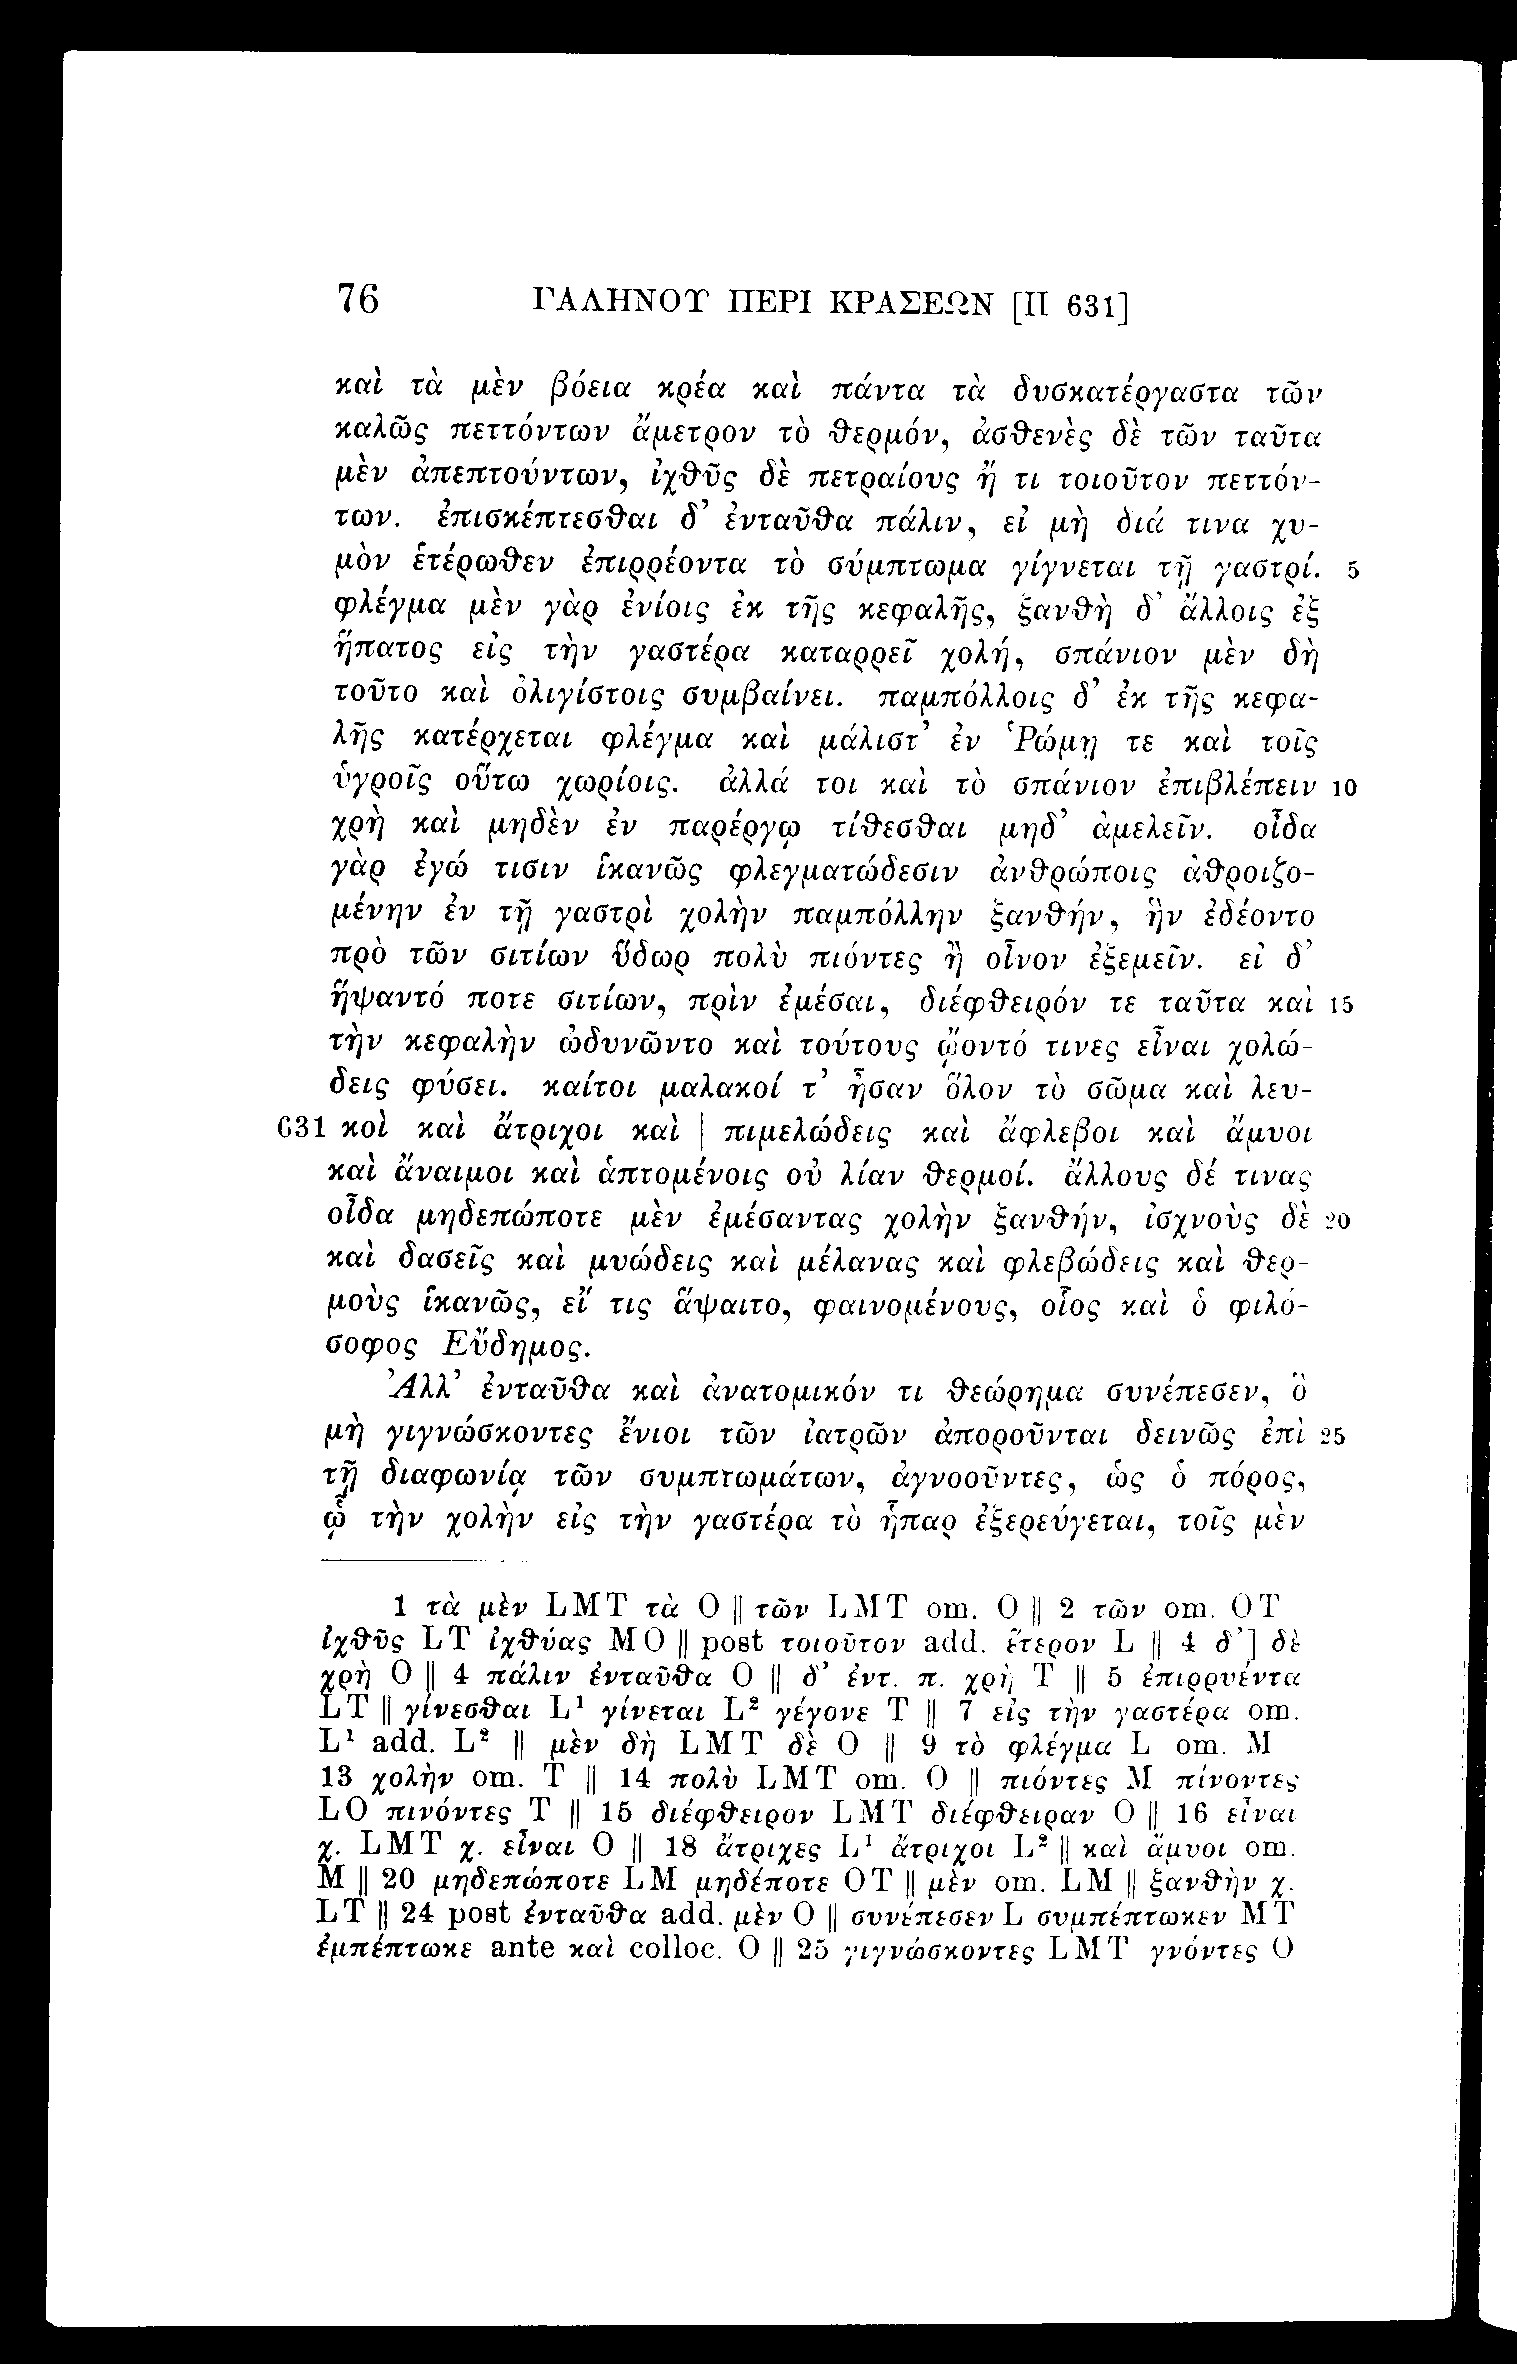 76 ΓΑΛΗΝΟΥ ΠΕΡΙ ΚΡΑΣΕΩΝ [II 631]
καὶ τὰ μὲν βόεια κρέα καὶ πάντα τὰ δυσκατέργαστα τῶν
καλῶς πεττόντων ἄμετρον τὸ θερμόν, ἀσθενὲς δὲ τῶν ταῦτα
μὲν ἀπεπτούντων, ἰχθῦς δὲ πετραίους ἤ τι τοιοῦτον πεττόν-
των. ἐπισκέπτεσθαι δ’ ἐνταῦθα πάλιν, εἰ μὴ διά τινα χυ-
μὸν ἑτέρωθεν ἐπιρρέοντα τὸ σύμπτωμα γίγνεται τῇ γαστρί. 5
φλέγμα μὲν γὰρ ἐνίοις ἐκ τῆς κεφαλῆς, ξανθὴ δ’ ἄλλοις ἐξ
ἥπατος εἰς τὴν γαστέρα καταρρεῖ χολή, σπάνιον μὲν δὴ
τοῦτο καὶ ὀλιγίστοις συμβαίνει. παμπόλλοις δ’ ἐκ τῆς κεφα-
λῆς κατέρχεται φλέγμα καὶ μάλιστ’ ἐν Ῥώμῃ τε καὶ τοῖς
ὑγροῖς οὕτω χωρίοις. ἀλλά τοι καὶ τὸ σπάνιον ἐπιβλέπειν 10
χρὴ καὶ μηδὲν ἐν παρέργῳ τίθεσθαι μηδ’ ἀμελεῖν. οἶδα
γὰρ ἐγώ τισιν ἱκανῶς φλεγματώδεσιν ἀνθρώποις ἀθροιζο-
μένην ἐν τῇ γαστρὶ χολὴν παμπόλλην ξανθήν, ἣν ἐδέοντο
πρὸ τῶν σιτίων ὕδωρ πολὺ πιόντες ἢ οἶνον ἐξεμεῖν. εἰ δ’
ἥψαντό ποτε σιτίων, πρὶν ἐμέσαι, διέφθειρόν τε ταῦτα καὶ 15
τὴν κεφαλὴν ὠδυνῶντο καὶ τούτους ᾤοντό τινες εἶναι χολώ-
δεις φύσει. καίτοι μαλακοί τ’ ἦσαν ὅλον τὸ σῶμα καὶ λευ-
631 κοὶ καὶ ἄτριχοι καὶ | πιμελώδεις καὶ ἄφλεβοι καὶ ἄμυοι
καὶ ἄναιμοι καὶ ἁπτομένοις οὐ λίαν θερμοί. ἄλλους δέ τινας
οἶδα μηδεπώποτε μὲν ἐμέσαντας χολὴν ξανθήν, ἰσχνοὺς δὲ 20
καὶ δασεῖς καὶ μυώδεις καὶ μέλανας καὶ φλεβώδεις καὶ θερ-
μοὺς ἱκανῶς, εἴ τις ἅψαιτο, φαινομένους, οἷος καὶ ὁ φιλό-
σοφος Εὔδημος.
Ἀλλ’ ἐνταῦθα καὶ ἀνατομικόν τι θεώρημα συνέπεσεν, ὃ
μὴ γιγνώσκοντες ἔνιοι τῶν ἰατρῶν ἀποροῦνται δεινῶς ἐπὶ 25
τῇ διαφωνίᾳ τῶν συμπτωμάτων, ἀγνοοῦντες, ὡς ὁ πόρος,
ᾧ τὴν χολὴν εἰς τὴν γαστέρα τὸ ἧπαρ ἐξερεύγεται, τοῖς μὲν
1 τὰ μὲν LMT τὰ O || τῶν LMT om. O || 2 τῶν om. OT
ἰχθῦς LT ἰχθύας MO || post τοιοῦτον add. ἕτερον L || 4 δ’] δὲ
χρὴ O || 4 πάλιν ἐνταῦθα O || δ’ ἐντ. π. χρὴ T || 5 ἐπιρρυέντα
LT || γίνεσθαι L¹ γίνεται L² γέγονε T || 7 εἰς τὴν γαστέρα om.
L¹ add. L² || μὲν δὴ LMT δὲ O || 9 τὸ φλέγμα L om. M
13 χολὴν om. T || 14 πολὺ LMT om. O || πιόντες M πίνοντες
LO πινόντες T || 15 διέφθειρον LMT διέφθειραν O || 16 εἶναι
χ. LMT χ. εἶναι O || 18 ἄτριχες L¹ ἄτριχοι L² || καὶ ἄμυοι om.
M || 20 μηδεπώποτε LM μηδέποτε OT || μὲν om. LM || ξανθὴν χ.
LT || 24 post ἐνταῦθα add. μὲν O || συνέπεσεν L συμπέπτωκεν MT
ἐμπέπτωκε ante καὶ colloc. O || 25 γιγνώσκοντες LMT γνόντες O